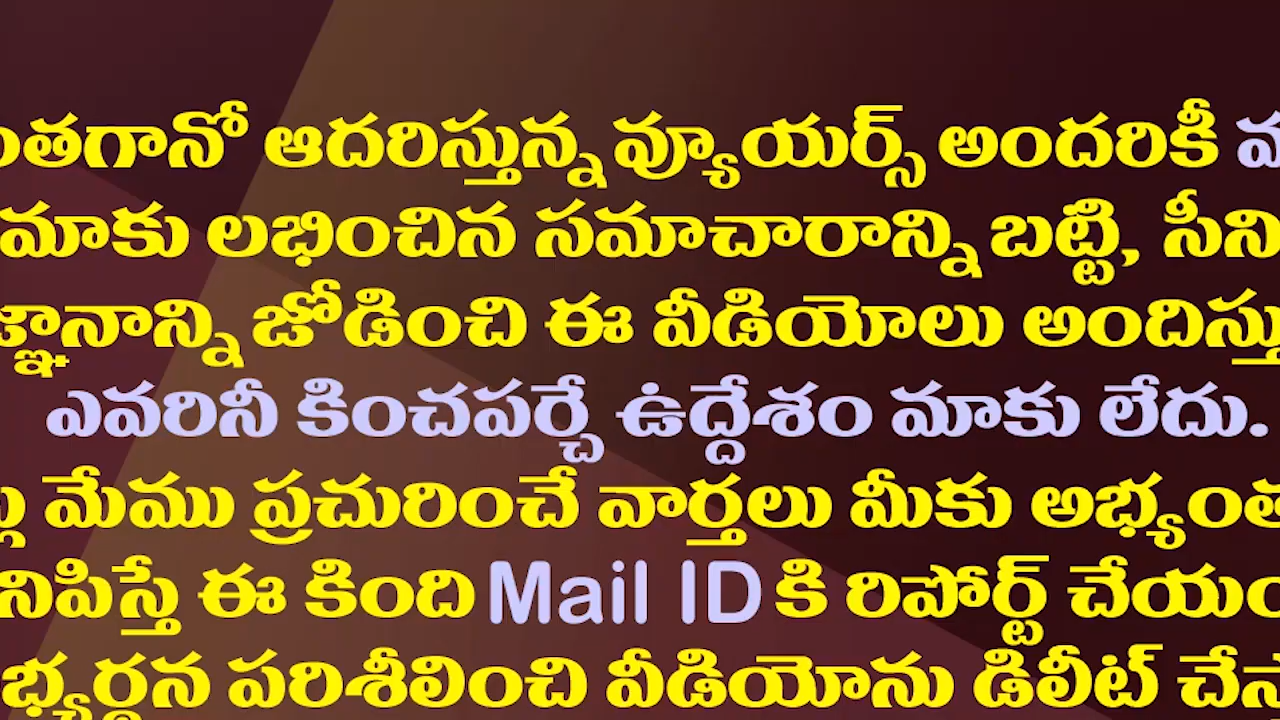 ంతగానో ఆదరిస్తున్న వ్యూయర్స్ అందరికీ
మాకు లభించిన సమాచారాన్ని బట్టి, సీని
జ్ఞానాన్ని జోడించి ఈ వీడియోలు అందిస్తు
ఎవరినీ కించపర్చే ఉద్దేశం మాకు లేదు.
మేము ప్రచురించే వార్తలు మీకు అభ్యంత
నిపిస్తే ఈ కింది Mail ID కి రిపోర్ట్ చేయం
భ్యర్థన పరిశీలించి వీడియోను డిలీట్ చేస